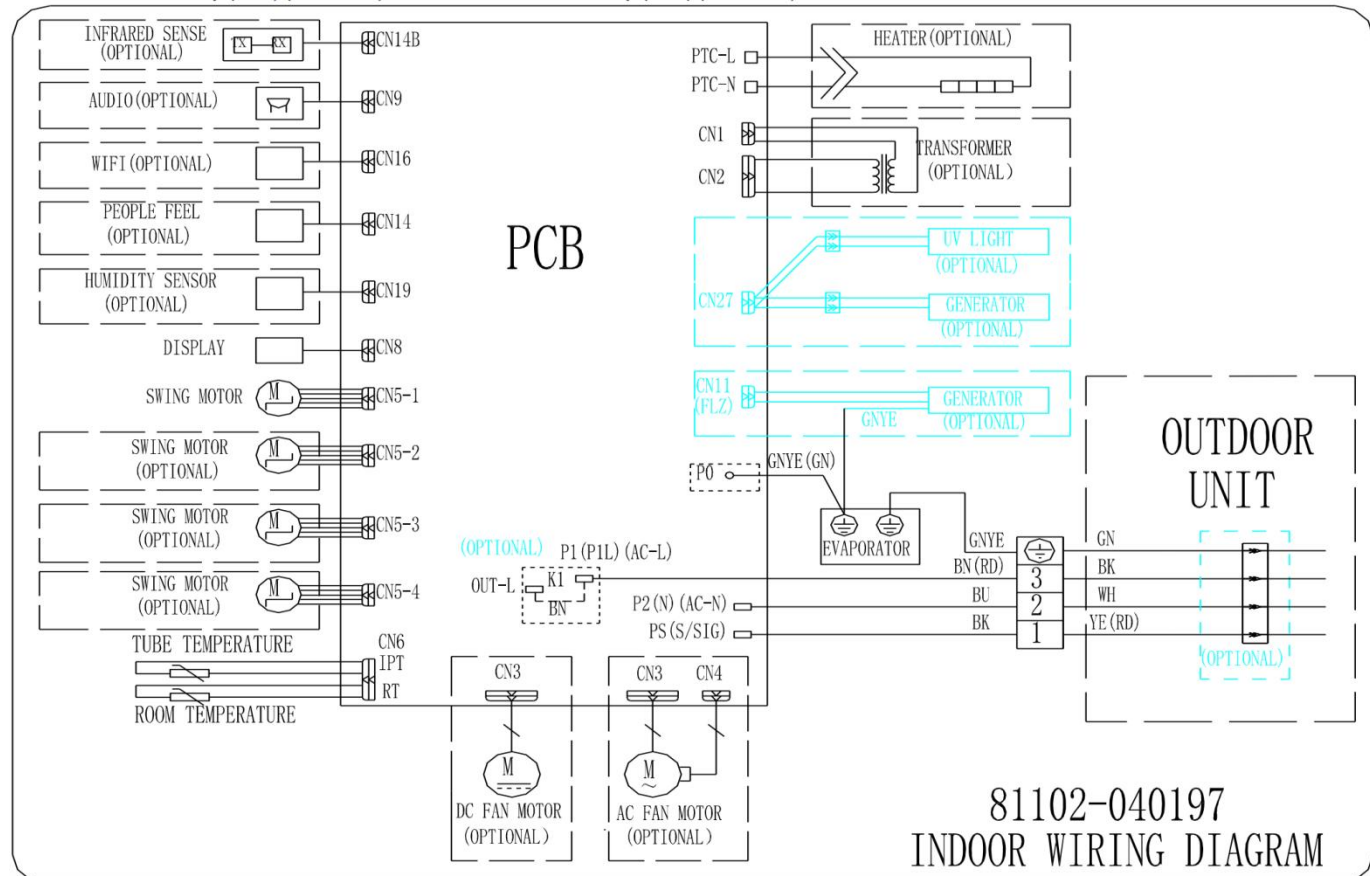 INFRARED SENSE
(OPTIONAL)
TX
RX
CN14B
AUDIO(OPTIONAL)
CN9
WIFI(OPTIONAL)
CN16
PEOPLE FEEL
(OPTIONAL)
CN14
HUMIDITY SENSOR
(OPTIONAL)
CN19
DISPLAY
CN8
SWING MOTOR
M
CN5-1
SWING MOTOR
(OPTIONAL)
M
CN5-2
SWING MOTOR
(OPTIONAL)
M
CN5-3
SWING MOTOR
(OPTIONAL)
M
CN5-4
TUBE TEMPERATURE
CN6
IPT
RT
ROOM TEMPERATURE
PCB
PTC-L
PTC-N
HEATER(OPTIONAL)
CN1
CN2
TRANSFORMER
(OPTIONAL)
CN27
UV LIGHT
(OPTIONAL)
GENERATOR
(OPTIONAL)
CN11
(FLZ)
GENERATOR
(OPTIONAL)
GNYE
P0
GNYE(GN)
EVAPORATOR
(OPTIONAL)
P1(P1L)(AC-L)
OUT-L
K1
BN
P2(N)(AC-N)
PS(S/SIG)
GNYE
BN(RD)
BU
BK
3
2
1
GN
BK
WH
YE(RD)
OUTDOOR
UNIT
(OPTIONAL)
CN3
M
DC FAN MOTOR
(OPTIONAL)
CN3
CN4
M
~
AC FAN MOTOR
(OPTIONAL)
81102-040197
INDOOR WIRING DIAGRAM